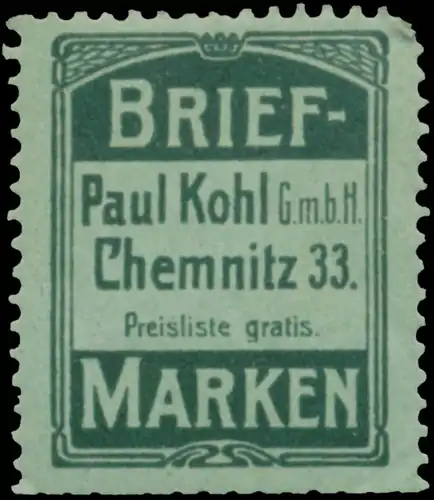 BRIEF-
Paul Kohl G.m.b.H.
Chemnitz 33.
Preisliste gratis.
MARKEN